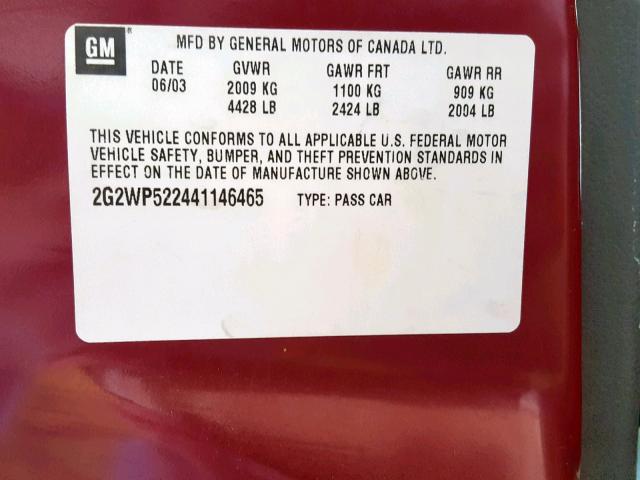 GM® MFD BY GENERAL MOTORS OF CANADA LTD.
DATE GVWR GAWR FRT GAWR RR
06/03 2009 KG 1100 KG 909 KG
4428 LB 2424 LB 2004 LB
THIS VEHICLE CONFORMS TO ALL APPLICABLE U.S. FEDERAL MOTOR
VEHICLE SAFETY, BUMPER, AND THEFT PREVENTION STANDARDS IN
EFFECT ON THE DATE OF MANUFACTURE SHOWN ABOVE.
2G2WP522441146465 TYPE: PASS CAR